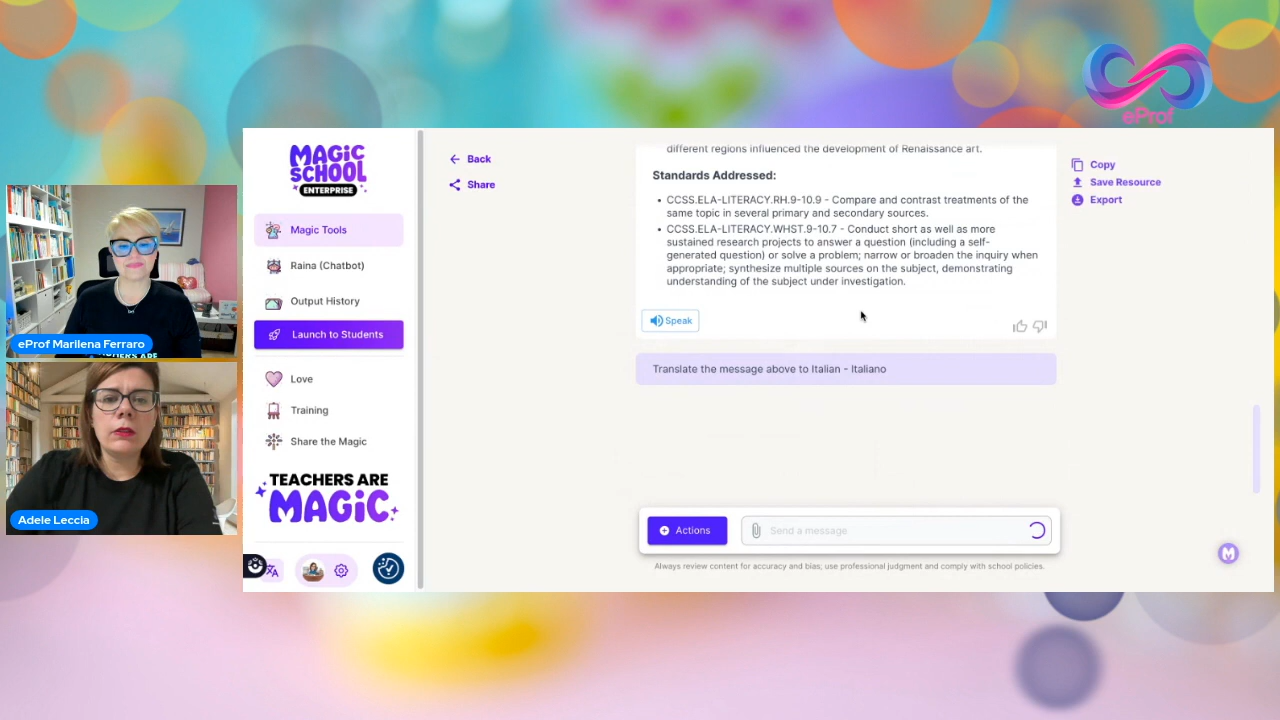 eProf
MAGIC
SCHOOL
ENTERPRISE
Magic Tools
Raina (Chatbot)
Output History
Launch to Students
Love
Training
Share the Magic
TEACHERS ARE
MAGIC
Back
Share
different regions influenced the development of Renaissance art.
Standards Addressed:
• CCSS.ELA-LITERACY.RH.9-10.9 - Compare and contrast treatments of the
same topic in several primary and secondary sources.
• CCSS.ELA-LITERACY.WHST.9-10.7 - Conduct short as well as more
sustained research projects to answer a question (including a self-
generated question) or solve a problem; narrow or broaden the inquiry when
appropriate; synthesize multiple sources on the subject, demonstrating
understanding of the subject under investigation.
Speak
Translate the message above to Italian - Italiano
Actions
Send a message
Always review content for accuracy and bias; use professional judgment and comply with school policies.
Copy
Save Resource
Export
eProf Marilena Ferraro
TEACHERS ARE
Adele Leccia